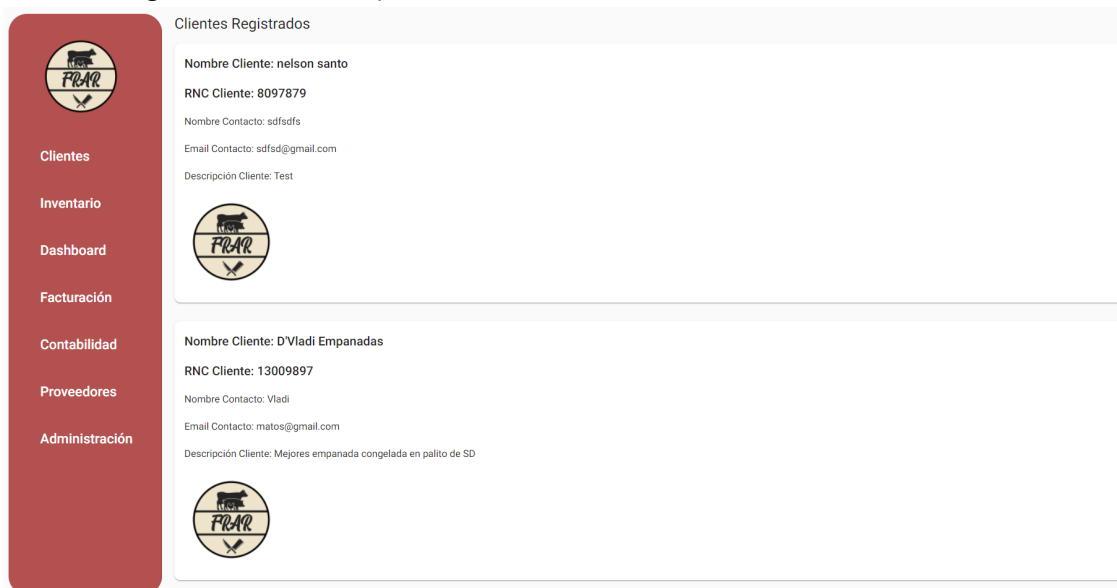 Clientes Registrados
FRAR
Clientes
Inventario
Dashboard
Facturación
Contabilidad
Proveedores
Administración
Nombre Cliente: nelson santo
RNC Cliente: 8097879
Nombre Contacto: sdfsdfs
Email Contacto: sdfsd@gmail.com
Descripción Cliente: Test
FRAR
Nombre Cliente: D'Vladi Empanadas
RNC Cliente: 13009897
Nombre Contacto: Vladi
Email Contacto: matos@gmail.com
Descripción Cliente: Mejores empanada congelada en palito de SD
FRAR